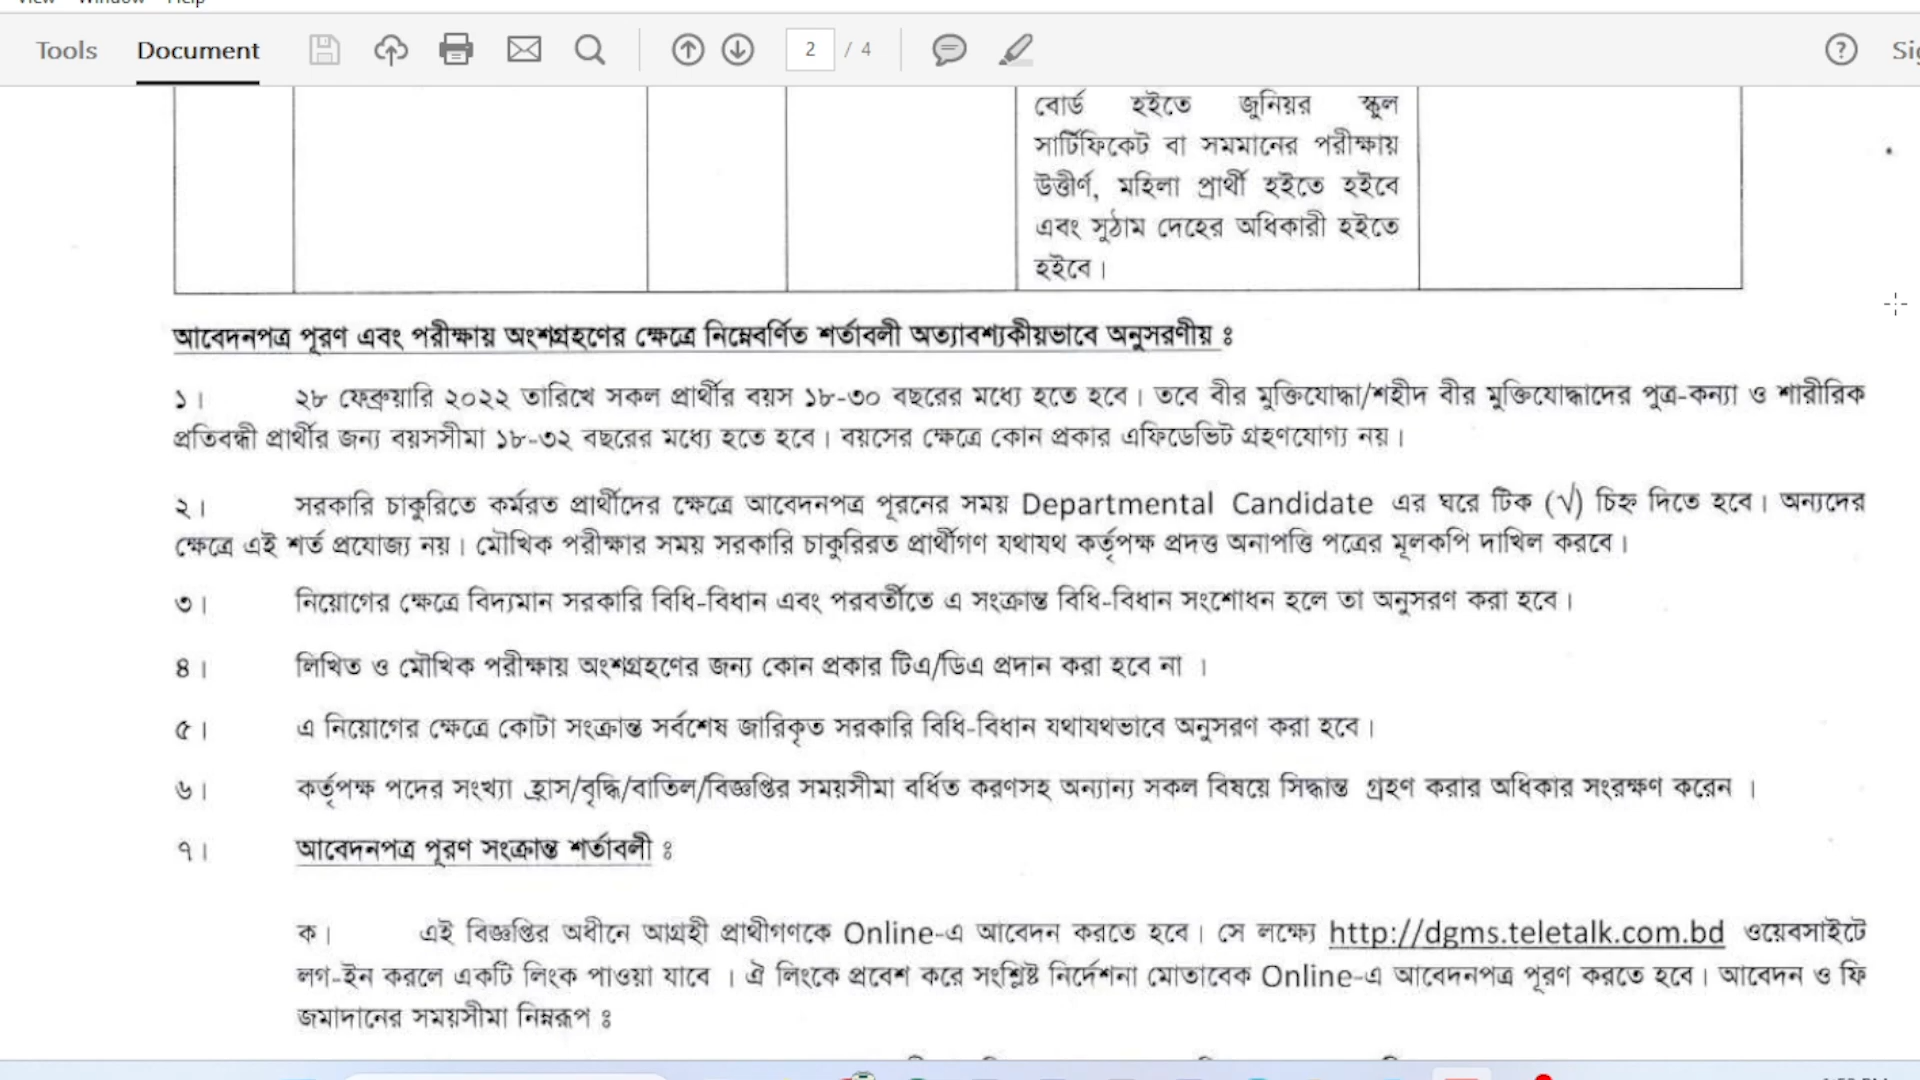 View Window Help
Tools Document 2 / 4
বোর্ড হইতে জুনিয়র স্কুল
সার্টিফিকেট বা সমমানের পরীক্ষায়
উত্তীর্ণ, মহিলা প্রার্থী হইতে হইবে
এবং সুঠাম দেহের অধিকারী হইতে
হইবে।
আবেদনপত্র পূরণ এবং পরীক্ষায় অংশগ্রহণের ক্ষেত্রে নিম্নেবর্ণিত শর্তাবলী অত্যাবশ্যকীয়ভাবে অনুসরণীয় ঃ
১। ২৮ ফেব্রুয়ারি ২০২২ তারিখে সকল প্রার্থীর বয়স ১৮-৩০ বছরের মধ্যে হতে হবে। তবে বীর মুক্তিযোদ্ধা/শহীদ বীর মুক্তিযোদ্ধাদের পুত্র-কন্যা ও শারীরিক
প্রতিবন্ধী প্রার্থীর জন্য বয়সসীমা ১৮-৩২ বছরের মধ্যে হতে হবে। বয়সের ক্ষেত্রে কোন প্রকার এফিডেভিট গ্রহণযোগ্য নয়।
২। সরকারি চাকুরিতে কর্মরত প্রার্থীদের ক্ষেত্রে আবেদনপত্র পূরনের সময় Departmental Candidate এর ঘরে টিক (√) চিহ্ন দিতে হবে। অন্যদের
ক্ষেত্রে এই শর্ত প্রযোজ্য নয়। মৌখিক পরীক্ষার সময় সরকারি চাকুরিরত প্রার্থীগণ যথাযথ কর্তৃপক্ষ প্রদত্ত অনাপত্তি পত্রের মূলকপি দাখিল করবে।
৩। নিয়োগের ক্ষেত্রে বিদ্যমান সরকারি বিধি-বিধান এবং পরবর্তীতে এ সংক্রান্ত বিধি-বিধান সংশোধন হলে তা অনুসরণ করা হবে।
৪। লিখিত ও মৌখিক পরীক্ষায় অংশগ্রহণের জন্য কোন প্রকার টিএ/ডিএ প্রদান করা হবে না ।
৫। এ নিয়োগের ক্ষেত্রে কোটা সংক্রান্ত সর্বশেষ জারিকৃত সরকারি বিধি-বিধান যথাযথভাবে অনুসরণ করা হবে।
৬। কর্তৃপক্ষ পদের সংখ্যা হ্রাস/বৃদ্ধি/বাতিল/বিজ্ঞপ্তির সময়সীমা বর্ধিত করণসহ অন্যান্য সকল বিষয়ে সিদ্ধান্ত গ্রহণ করার অধিকার সংরক্ষণ করেন ।
৭। আবেদনপত্র পূরণ সংক্রান্ত শর্তাবলী ঃ
ক। এই বিজ্ঞপ্তির অধীনে আগ্রহী প্রাথীগণকে Online-এ আবেদন করতে হবে। সে লক্ষ্যে http://dgms.teletalk.com.bd ওয়েবসাইটে
লগ-ইন করলে একটি লিংক পাওয়া যাবে । ঐ লিংকে প্রবেশ করে সংশ্লিষ্ট নির্দেশনা মোতাবেক Online-এ আবেদনপত্র পূরণ করতে হবে। আবেদন ও ফি
জমাদানের সময়সীমা নিম্নরূপ ঃ